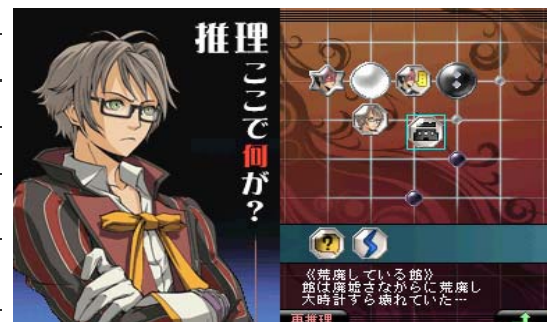 推理
ここで何が?
?
《荒廃している館》
館は廃墟さながらに荒廃し
大時計すら壊れていた…
再推理